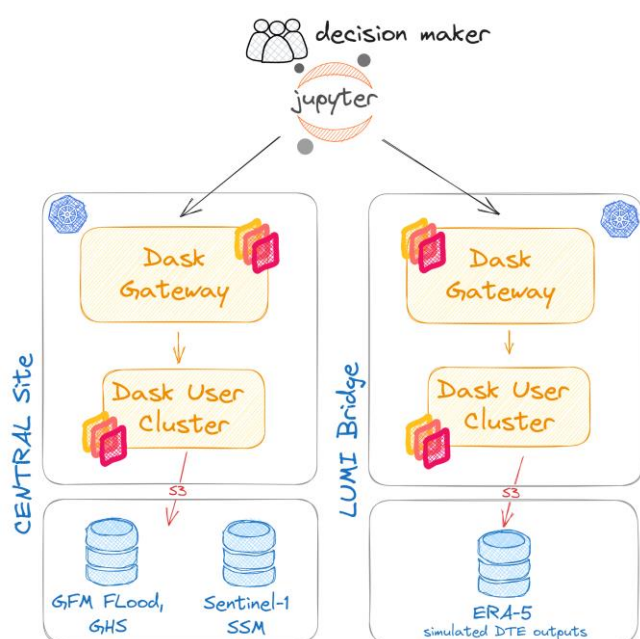 decision maker
jupyter
Dask
Gateway
Dask User
Cluster
CENTRAL Site
S3
GFM FLood,
GHS
Sentinel-1
SSM
Dask
Gateway
Dask User
Cluster
LUMI Bridge
S3
ERA-5
simulated DTE outputs